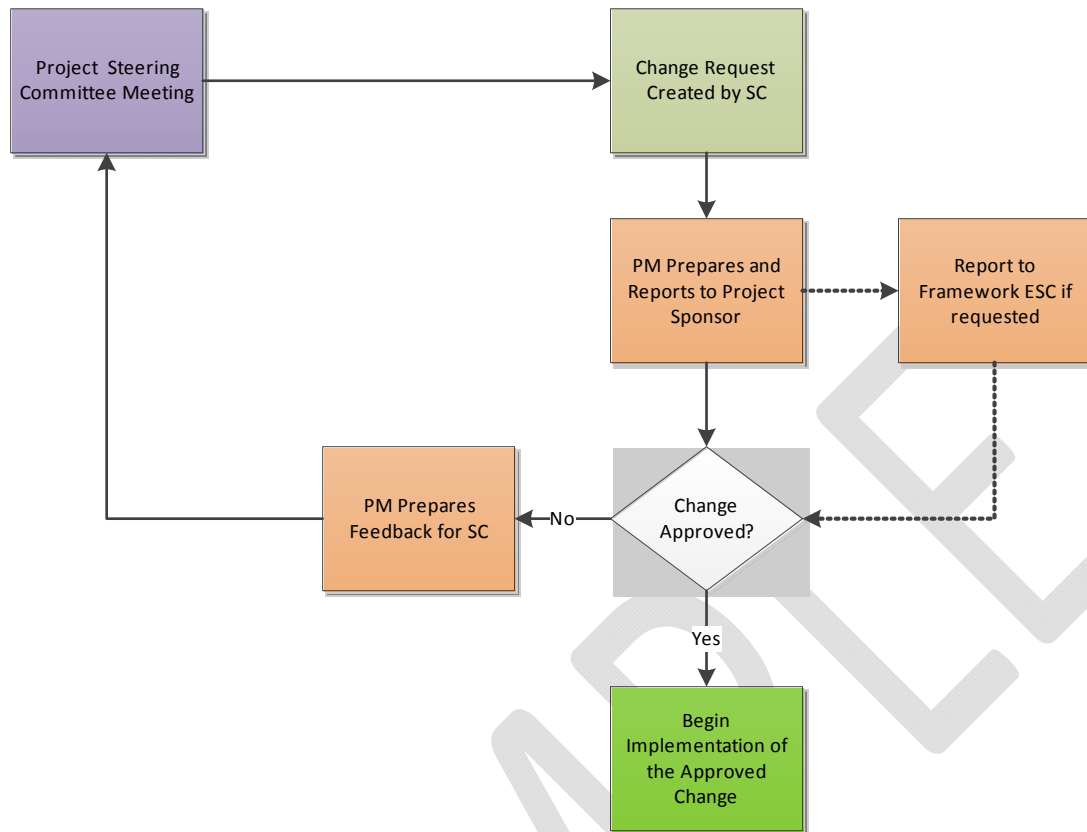 Project Steering
Committee Meeting
Change Request
Created by SC
PM Prepares and
Reports to Project
Sponsor
Report to
Framework ESC if
requested
PM Prepares
Feedback for SC
No
Change
Approved?
Yes
Begin
Implementation of
the Approved
Change